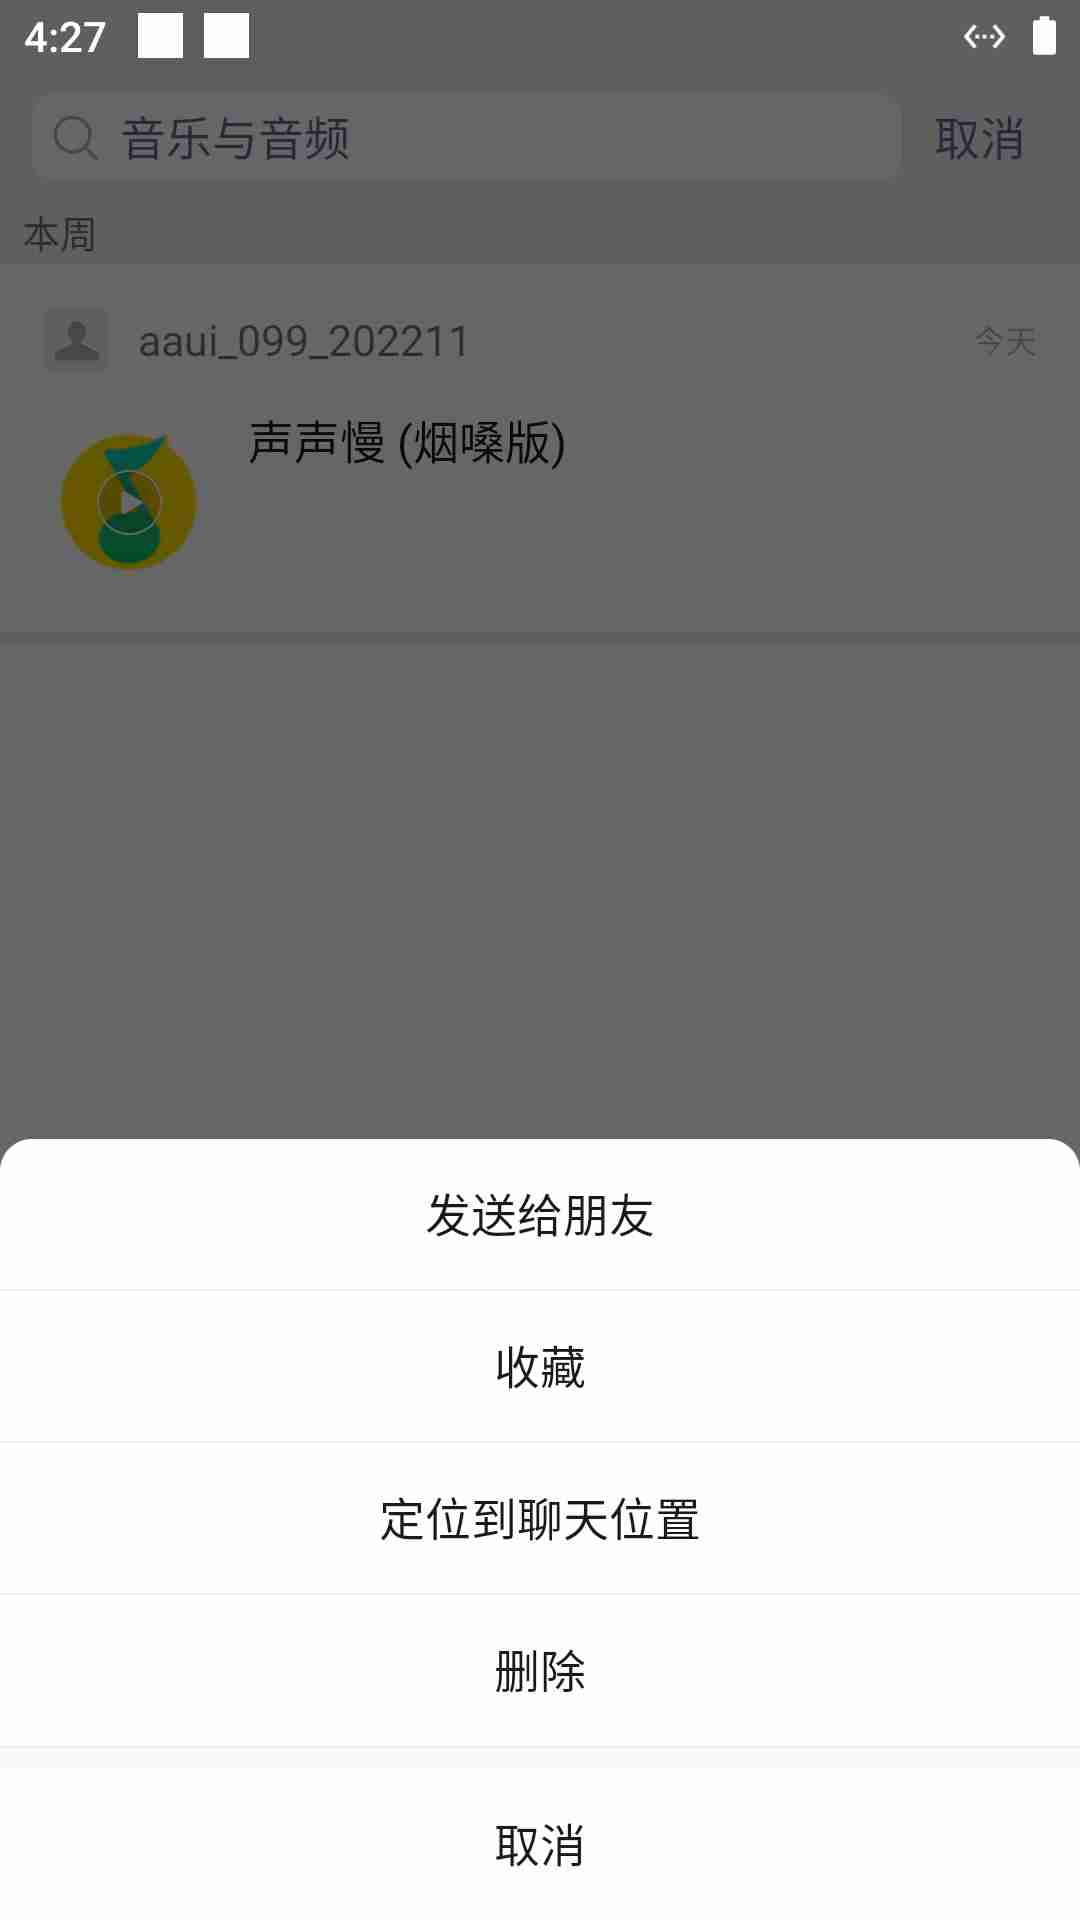 4:27
音乐与音频
取消
本周
aaui_099_202211
今天
声声慢 (烟嗓版)
发送给朋友
收藏
定位到聊天位置
删除
取消